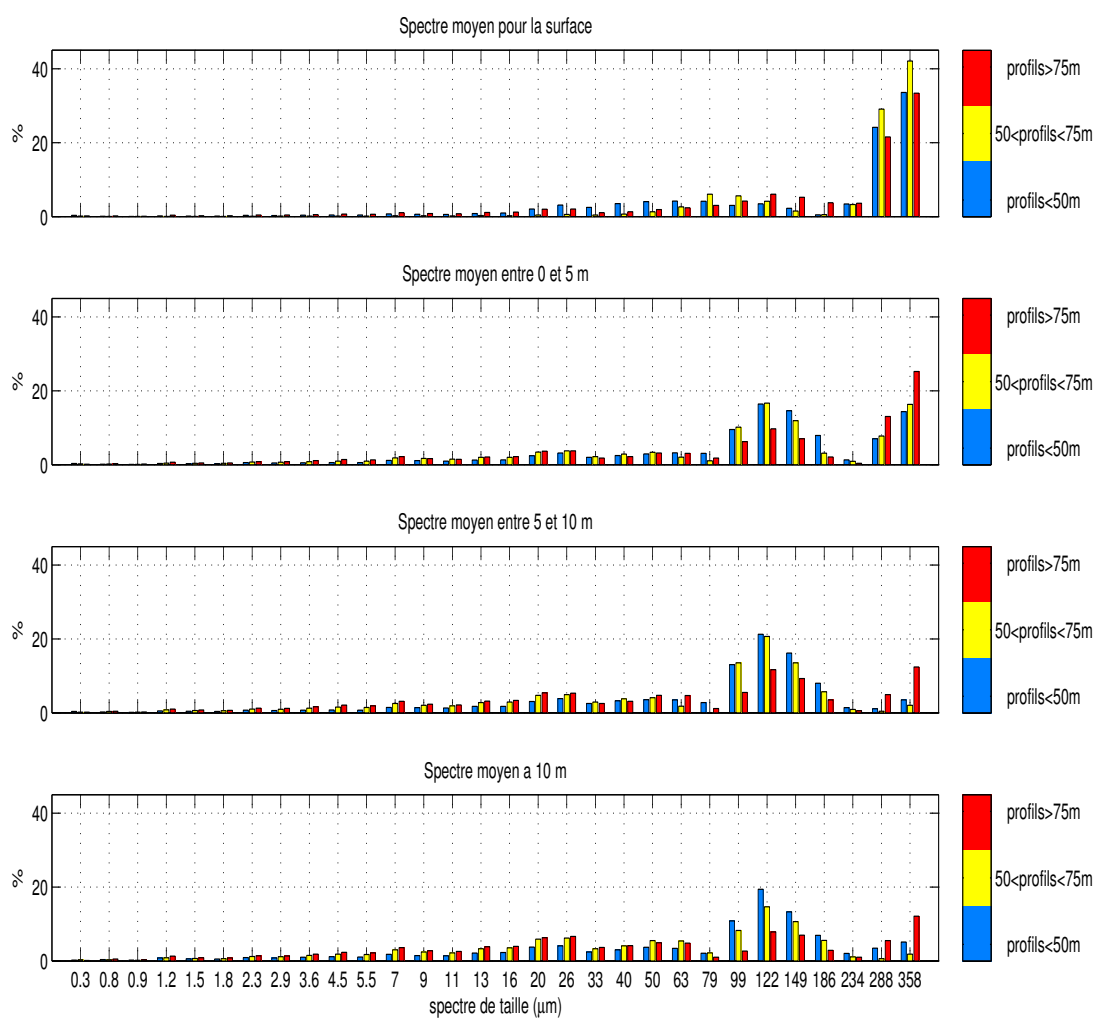 Spectre moyen pour la surface
40
20
0
%
profils>75m
50<profils<75m
profils<50m
Spectre moyen entre 0 et 5 m
40
20
0
%
profils>75m
50<profils<75m
profils<50m
Spectre moyen entre 5 et 10 m
40
20
0
%
profils>75m
50<profils<75m
profils<50m
Spectre moyen a 10 m
40
20
0
%
profils>75m
50<profils<75m
profils<50m
0.3 0.8 0.9 1.2 1.5 1.8 2.3 2.9 3.6 4.5 5.5 7 9 11 13 16 20 26 33 40 50 63 79 99 122 149 186 234 288 358
spectre de taille (μm)